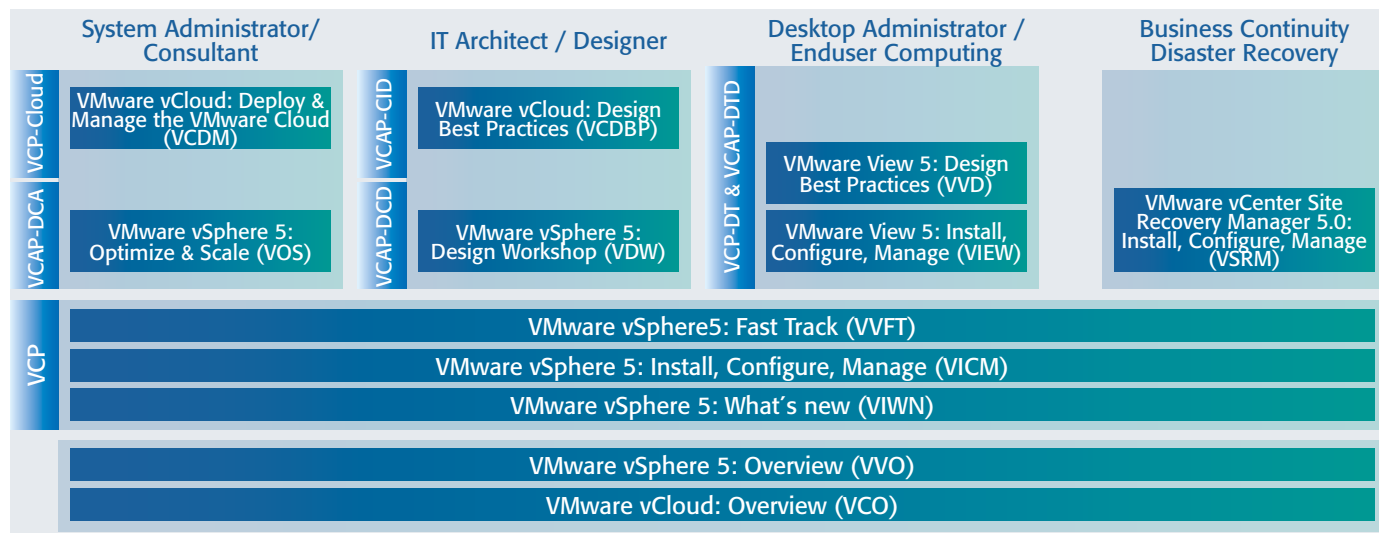 System Administrator/
Consultant
IT Architect / Designer
Desktop Administrator /
Enduser Computing
Business Continuity
Disaster Recovery
VCP-Cloud
VMware vCloud: Deploy &
Manage the VMware Cloud
(VCDM)
VCAP-DCA
VMware vSphere 5:
Optimize & Scale (VOS)
VCAP-CID
VMware vCloud: Design
Best Practices (VCDBP)
VCAP-DCD
VMware vSphere 5:
Design Workshop (VDW)
VCP-DT & VCAP-DTD
VMware View 5: Design
Best Practices (VVD)
VMware View 5: Install,
Configure, Manage (VIEW)
VMware vCenter Site
Recovery Manager 5.0:
Install, Configure, Manage
(VSRM)
VCP
VMware vSphere5: Fast Track (VVFT)
VMware vSphere 5: Install, Configure, Manage (VICM)
VMware vSphere 5: What´s new (VIWN)
VMware vSphere 5: Overview (VVO)
VMware vCloud: Overview (VCO)